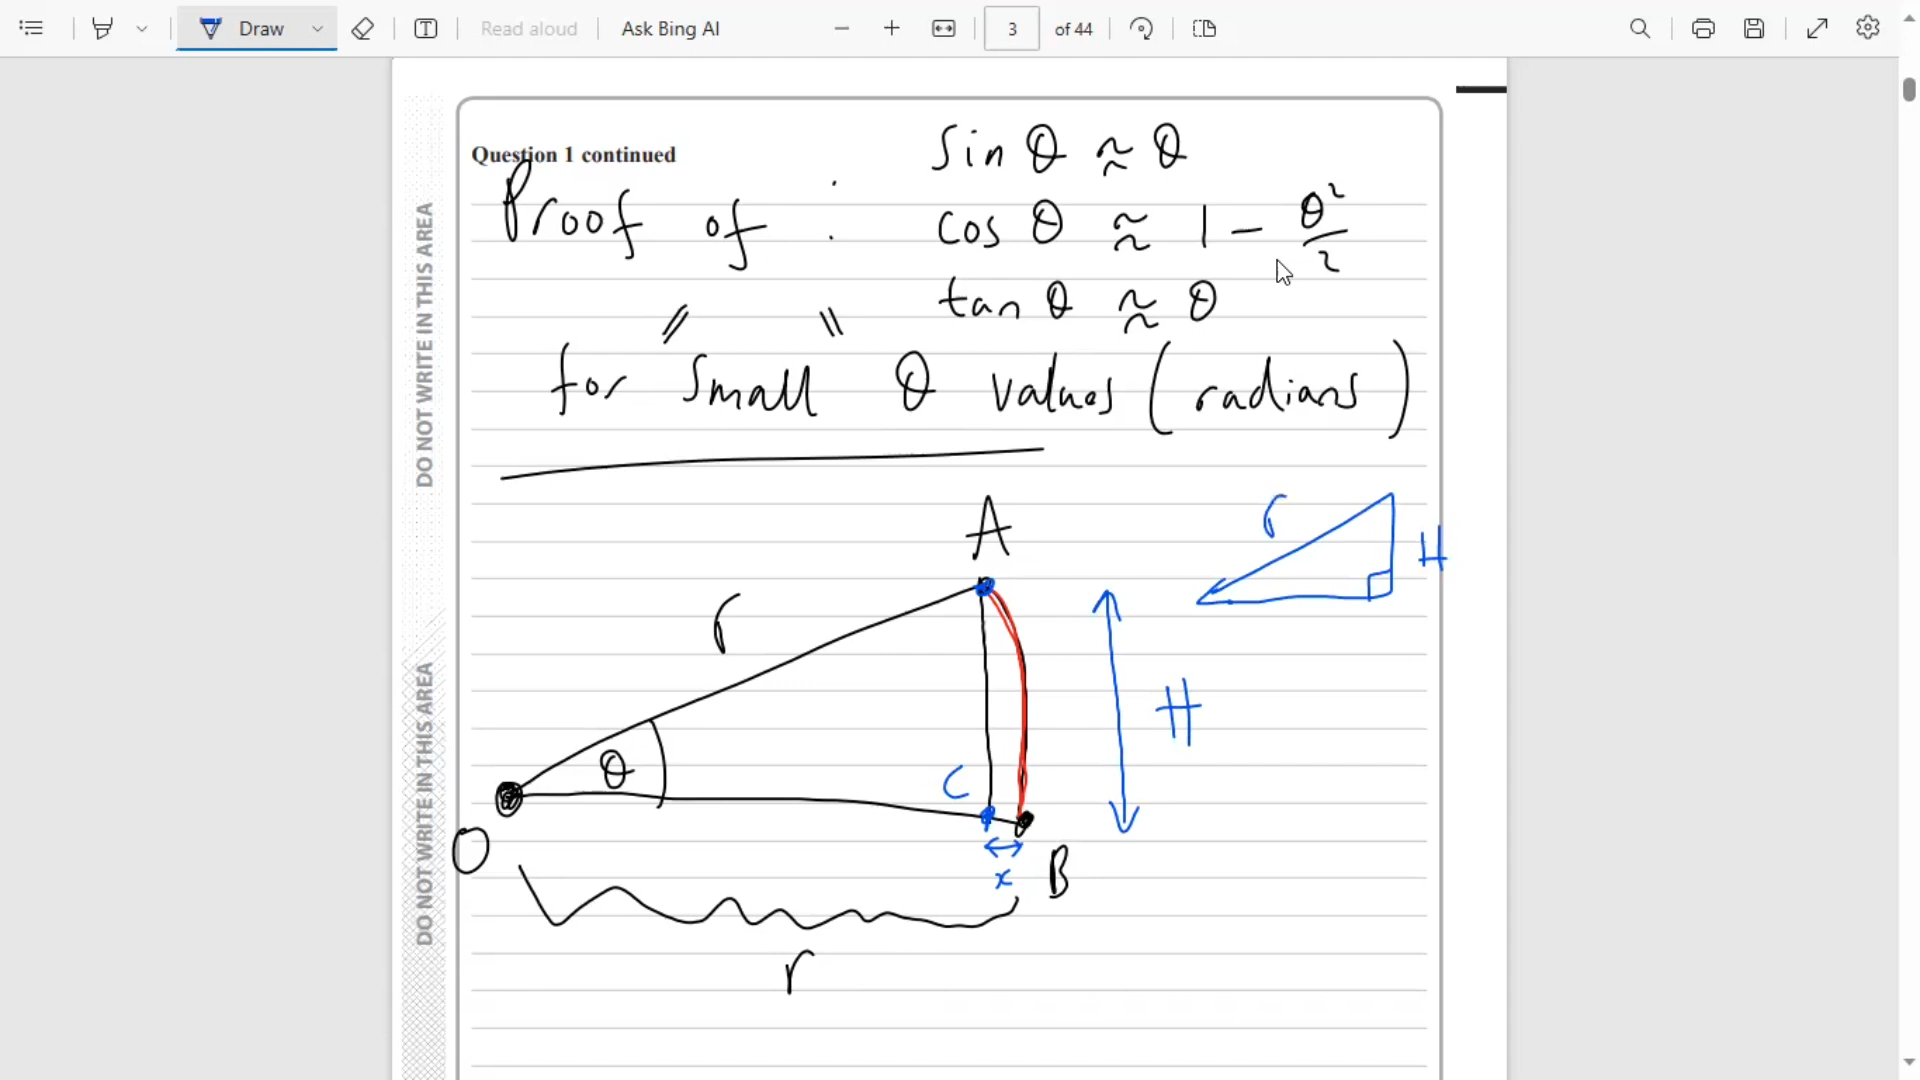 Draw
Read aloud
Ask Bing AI
3 of 44
Question 1 continued
Proof of :
sin θ ≈ θ
cos θ ≈ 1 - θ²/2
tan θ ≈ θ
for "small" θ values (radians)
DO NOT WRITE IN THIS AREA
DO NOT WRITE IN THIS AREA
A
r
H
r
H
θ
C
O
x
B
r